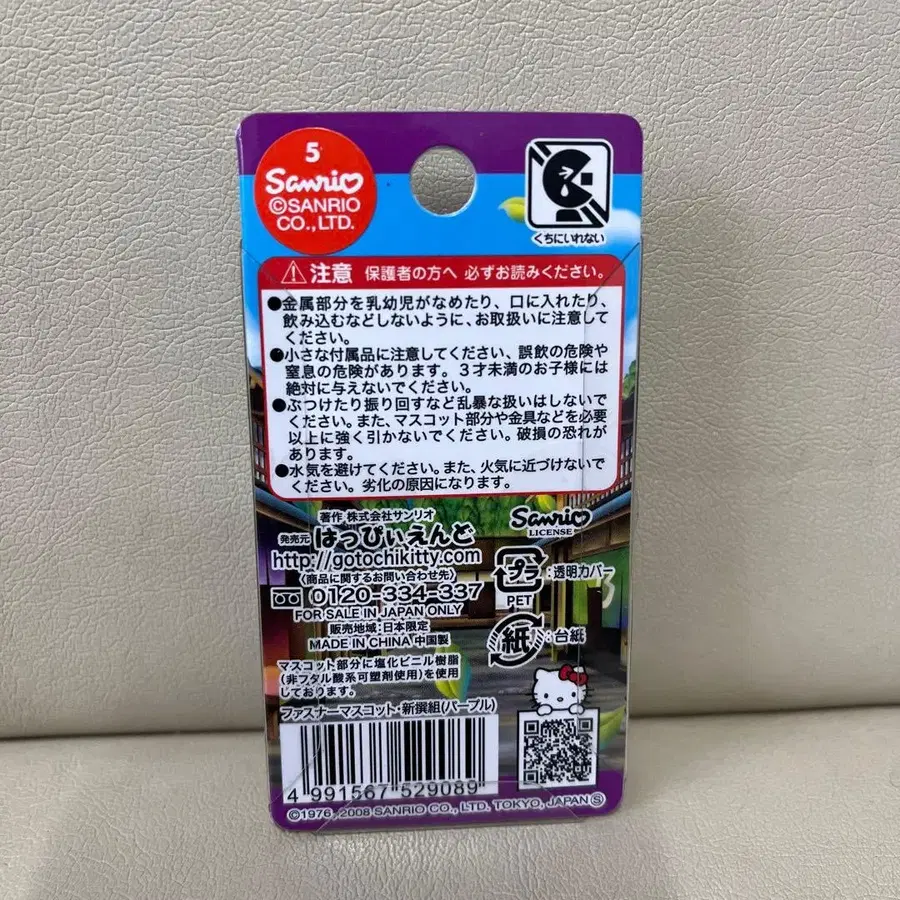 5
Sanrio
©SANRIO
CO., LTD.
くちにいれない
注意 保護者の方へ 必ずお読みください。
●金属部分を乳幼児がなめたり、口に入れたり、
飲み込むなどしないように、お取扱いに注意して
ください。
●小さな付属品に注意してください、誤飲の危険や
窒息の危険があります。3才未満のお子様には
絶対に与えないでください。
●ぶつけたり振り回すなど乱暴な扱いはしないで
ください。また、マスコット部分や金具などを必要
以上に強く引かないでください。破損の恐れが
あります。
●水気を避けてください。また、火気に近づけないで
ください。劣化の原因になります。
著作 株式会社サンリオ
発売元 はっぴぃえんど
http://gotochikitty.com
〈商品に関するお問い合わせ先〉
0120-334-337
FOR SALE IN JAPAN ONLY
販売地域:日本限定
MADE IN CHINA 中国製
Sanrio
LICENSE
プラ:透明カバー
PET
紙:台紙
マスコット部分に塩化ビニル樹脂
(非フタル酸系可塑剤使用)を使用
しております。
ファスナーマスコット・新撰組(パープル)
4 991567 529089
©1976, 2008 SANRIO CO., LTD. TOKYO, JAPAN Ⓢ